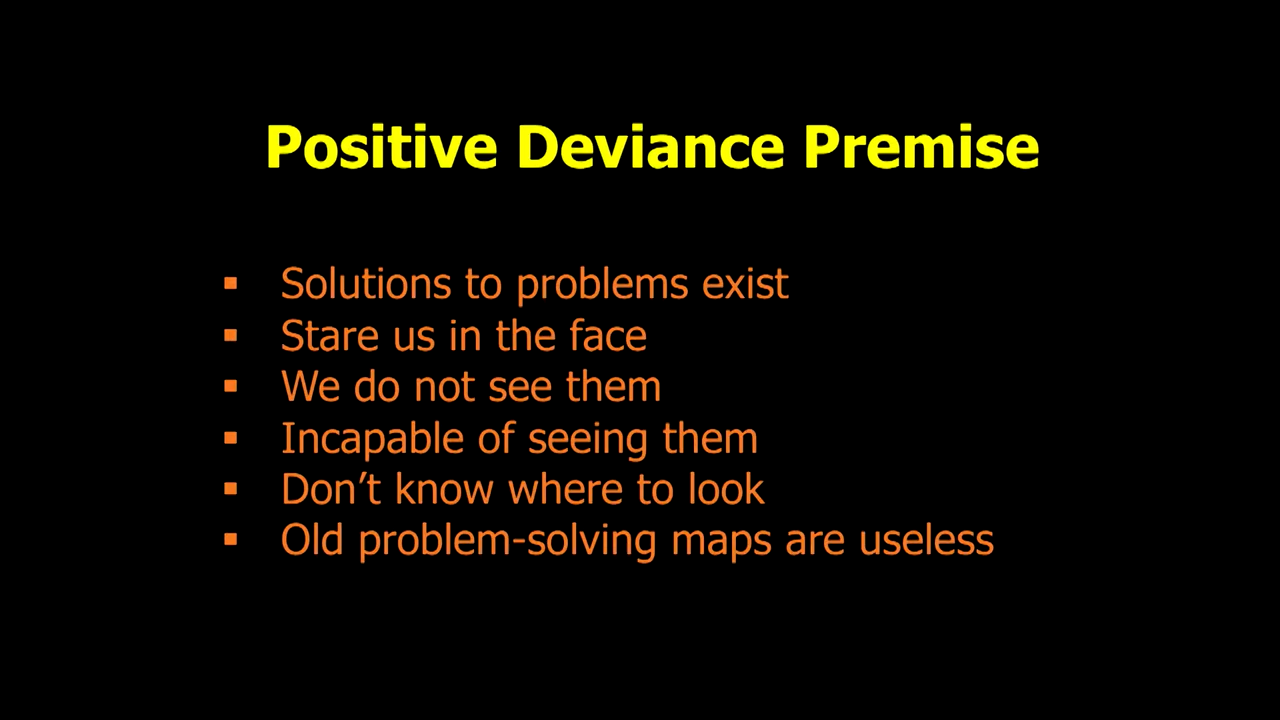 Positive Deviance Premise
▪ Solutions to problems exist
▪ Stare us in the face
▪ We do not see them
▪ Incapable of seeing them
▪ Don’t know where to look
▪ Old problem-solving maps are useless